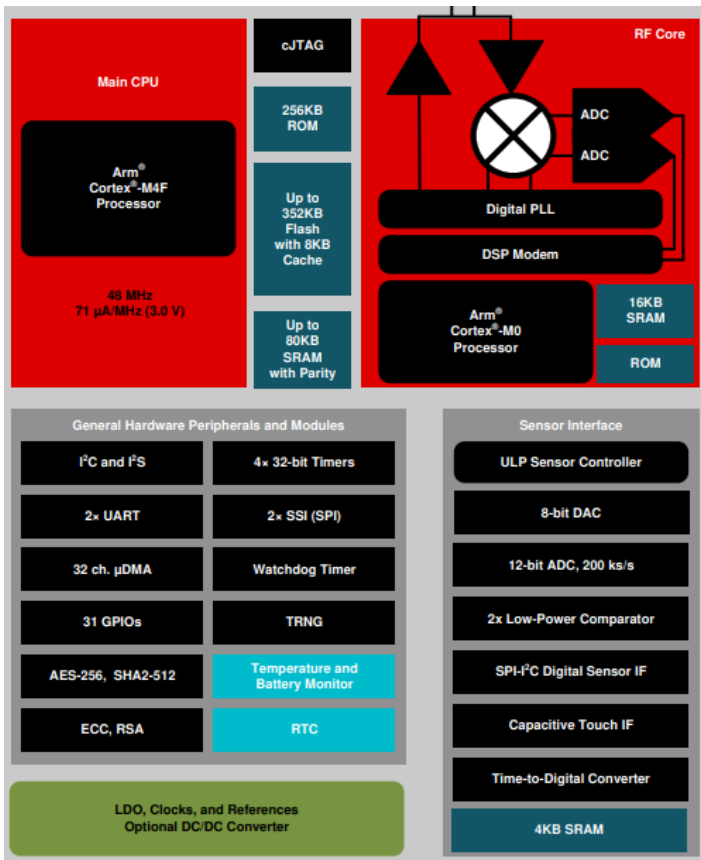 Main CPU
Arm®
Cortex®-M4F
Processor
48 MHz
71 µA/MHz (3.0 V)
cJTAG
256KB
ROM
Up to
352KB
Flash
with 8KB
Cache
Up to
80KB
SRAM
with Parity
RF Core
ADC
ADC
Digital PLL
DSP Modem
Arm®
Cortex®-M0
Processor
16KB
SRAM
ROM
General Hardware Peripherals and Modules
I²C and I²S
4× 32-bit Timers
2× UART
2× SSI (SPI)
32 ch. µDMA
Watchdog Timer
31 GPIOs
TRNG
AES-256, SHA2-512
Temperature and
Battery Monitor
ECC, RSA
RTC
LDO, Clocks, and References
Optional DC/DC Converter
Sensor Interface
ULP Sensor Controller
8-bit DAC
12-bit ADC, 200 ks/s
2x Low-Power Comparator
SPI-I²C Digital Sensor IF
Capacitive Touch IF
Time-to-Digital Converter
4KB SRAM